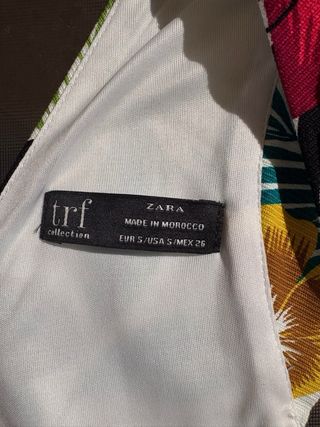 trf
collection
ZARA
MADE IN MOROCCO
EUR S/USA S/MEX 26